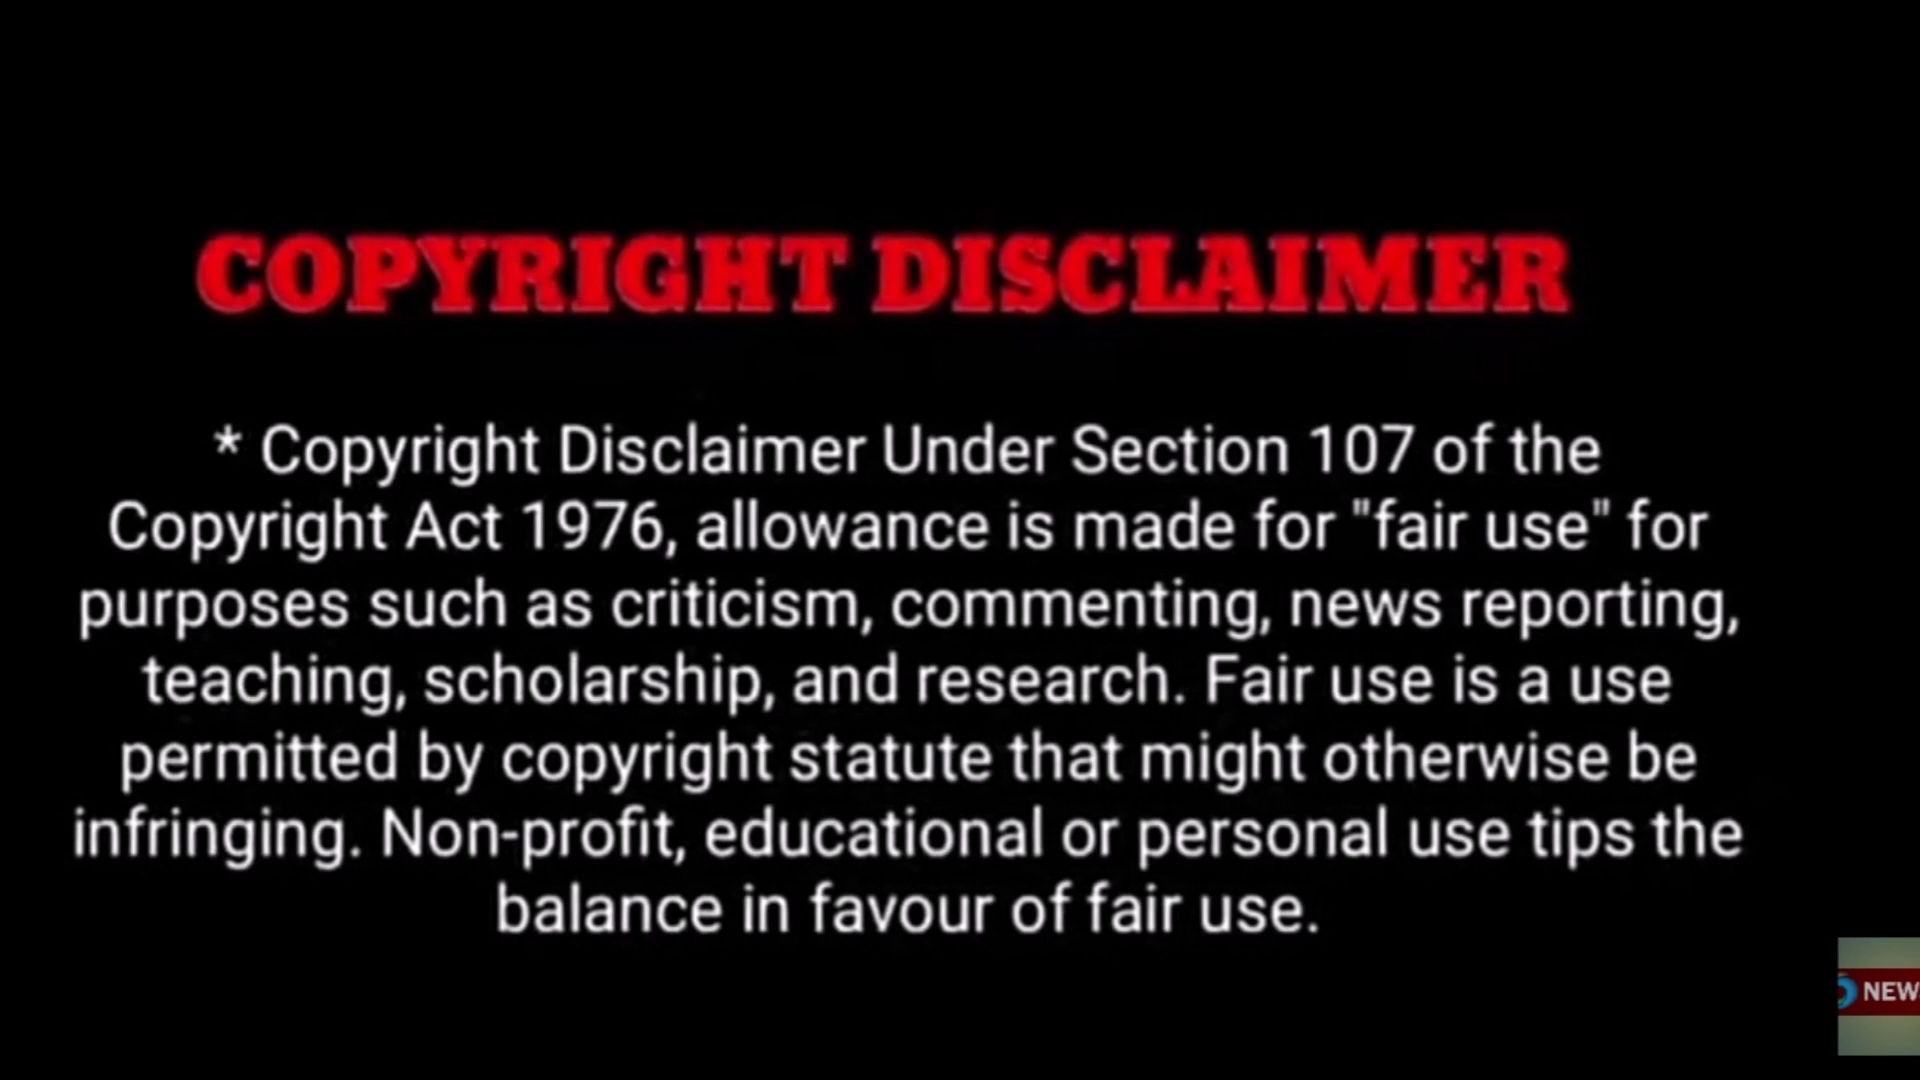 COPYRIGHT DISCLAIMER
* Copyright Disclaimer Under Section 107 of the
Copyright Act 1976, allowance is made for "fair use" for
purposes such as criticism, commenting, news reporting,
teaching, scholarship, and research. Fair use is a use
permitted by copyright statute that might otherwise be
infringing. Non-profit, educational or personal use tips the
balance in favour of fair use.